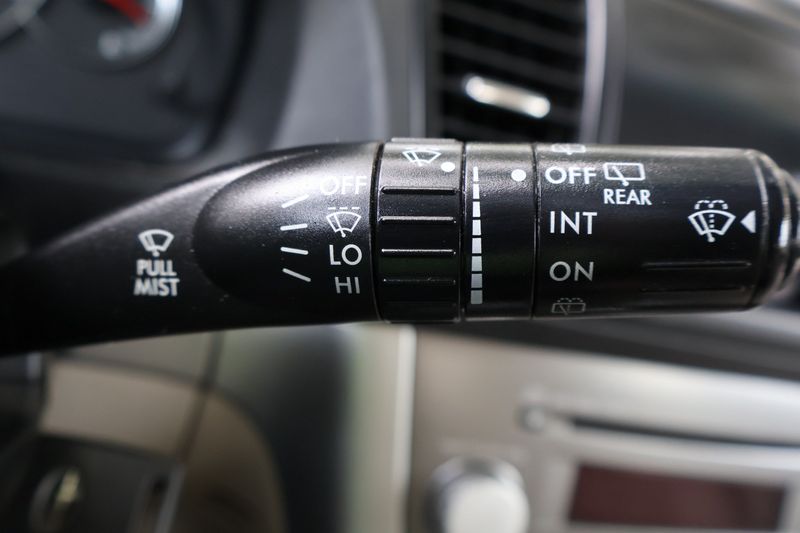 PULL
MIST
OFF
LO
HI
OFF
REAR
INT
ON